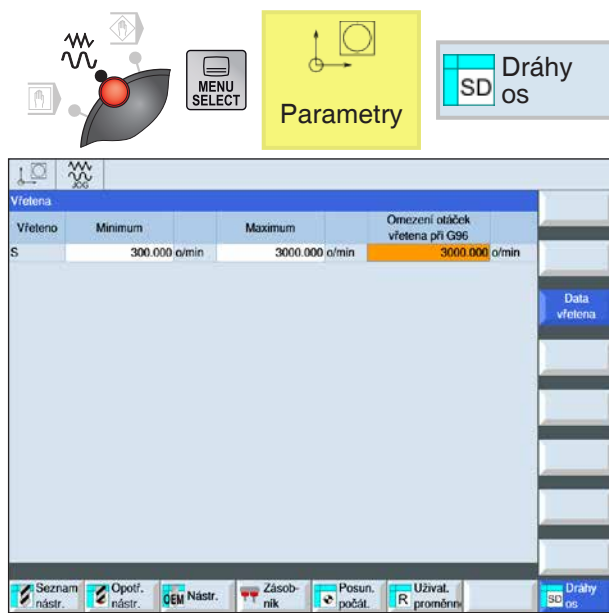 MENU
SELECT
Parametry
SD
Dráhy
os
JOG
Vřetena
Vřeteno
Minimum
Maximum
Omezení otáček
vřetena při G96
S
300.000 o/min
3000.000 o/min
3000.000 o/min
Data
vřetena
Seznam
nástr.
Opotř.
nástr.
OEM Nástr.
Zásob-
ník
Posun.
počát.
R
Uživat.
proměnn
SD
Dráhy
os